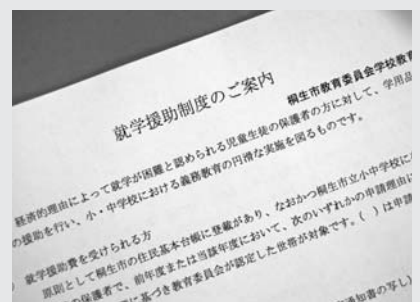 就学援助制度のご案内
桐生市教育委員会学校教育
経済的理由によって就学が困難と認められる児童生徒の保護者の方に対して、学用品
の援助を行い、小・中学校における義務教育の円滑な実施を図るものです。
就学援助費を受けられる方
原則として桐生市の住民基本台帳に登載があり、なおかつ桐生市立小中学校に
の保護者で、前年度または当該年度において、次のいずれかの申請理由に
に基づき教育委員会が認定した世帯が対象です。( )は申請
通知書の写し